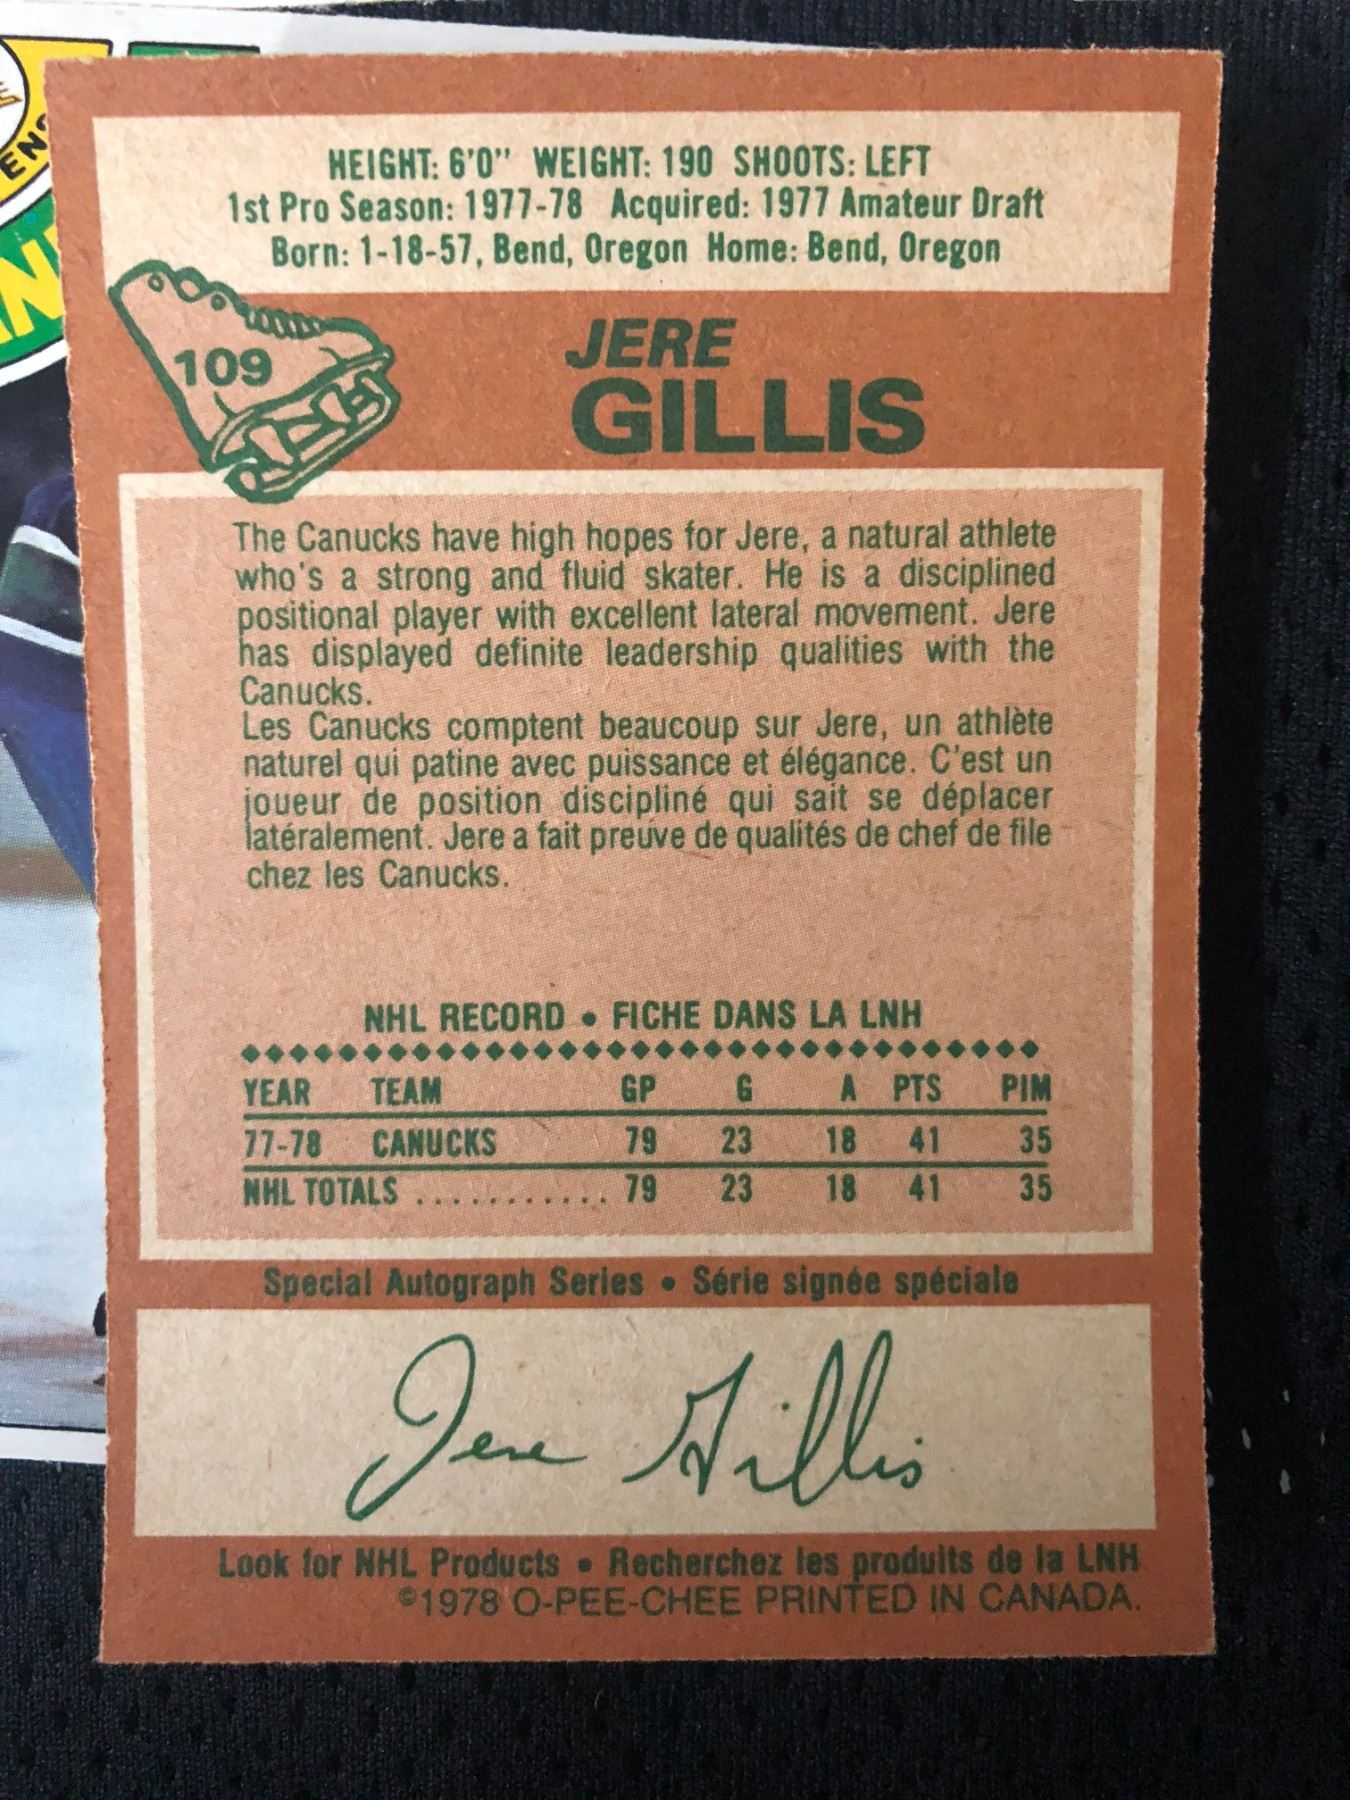 HEIGHT: 6'0" WEIGHT: 190 SHOOTS: LEFT
1st Pro Season: 1977-78 Acquired: 1977 Amateur Draft
Born: 1-18-57, Bend, Oregon Home: Bend, Oregon
109
JERE
GILLIS
The Canucks have high hopes for Jere, a natural athlete
who's a strong and fluid skater. He is a disciplined
positional player with excellent lateral movement. Jere
has displayed definite leadership qualities with the
Canucks.
Les Canucks comptent beaucoup sur Jere, un athlète
naturel qui patine avec puissance et élégance. C'est un
joueur de position discipliné qui sait se déplacer
latéralement. Jere a fait preuve de qualités de chef de file
chez les Canucks.
NHL RECORD • FICHE DANS LA LNH
YEAR TEAM GP G A PTS PIM
77-78 CANUCKS 79 23 18 41 35
NHL TOTALS ........... 79 23 18 41 35
Special Autograph Series • Série signée spéciale
Jere Gillis
Look for NHL Products • Recherchez les produits de la LNH
©1978 O-PEE-CHEE PRINTED IN CANADA.